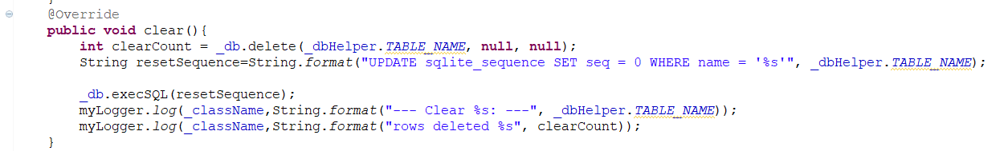 @Override
public void clear(){
int clearCount = _db.delete(_dbHelper.TABLE_NAME, null, null);
String resetSequence=String.format("UPDATE sqlite_sequence SET seq = 0 WHERE name = '%s'", _dbHelper.TABLE_NAME);
_db.execSQL(resetSequence);
myLogger.log(_className,String.format("--- Clear %s: ---", _dbHelper.TABLE_NAME));
myLogger.log(_className,String.format("rows deleted %s", clearCount));
}